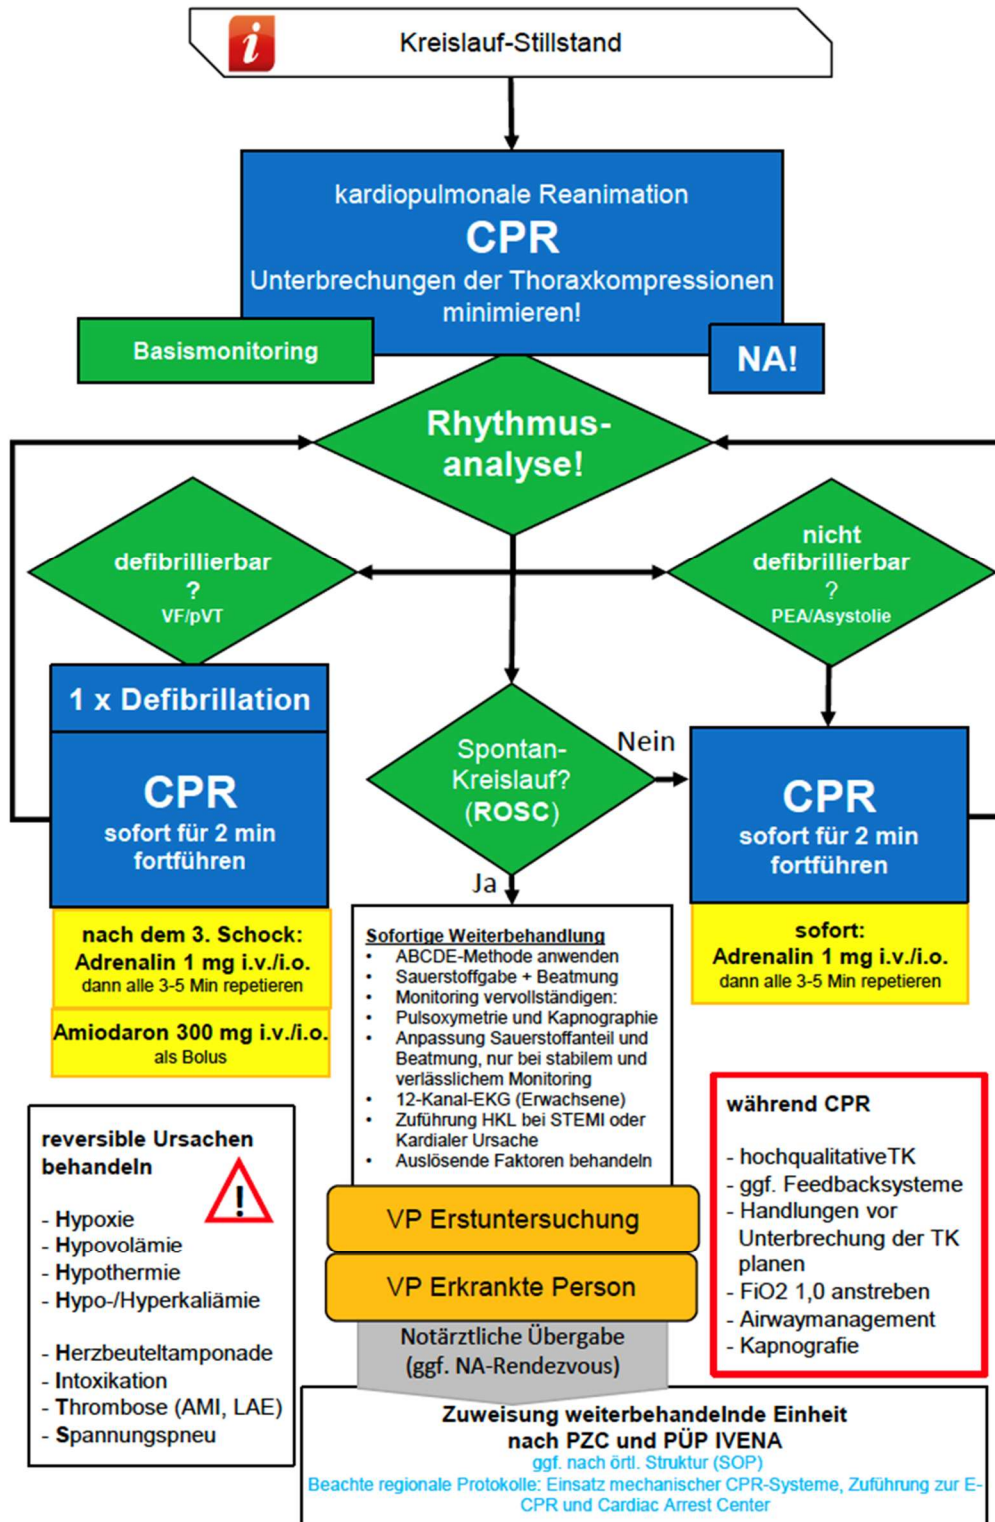 i
Kreislauf-Stillstand
kardiopulmonale Reanimation
CPR
Unterbrechungen der Thoraxkompressionen
minimieren!
Basismonitoring
NA!
Rhythmus-
analyse!
defibrillierbar
?
VF/pVT
nicht
defibrillierbar
?
PEA/Asystolie
1 x Defibrillation
CPR
sofort für 2 min
fortführen
Spontan-
Kreislauf?
(ROSC)
Nein
Ja
CPR
sofort für 2 min
fortführen
nach dem 3. Schock:
Adrenalin 1 mg i.v./i.o.
dann alle 3-5 Min repetieren
Amiodaron 300 mg i.v./i.o.
als Bolus
sofort:
Adrenalin 1 mg i.v./i.o.
dann alle 3-5 Min repetieren
Sofortige Weiterbehandlung
• ABCDE-Methode anwenden
• Sauerstoffgabe + Beatmung
• Monitoring vervollständigen:
• Pulsoxymetrie und Kapnographie
• Anpassung Sauerstoffanteil und
Beatmung, nur bei stabilem und
verlässlichem Monitoring
• 12-Kanal-EKG (Erwachsene)
• Zuführung HKL bei STEMI oder
Kardialer Ursache
• Auslösende Faktoren behandeln
reversible Ursachen
behandeln
!
- Hypoxie
- Hypovolämie
- Hypothermie
- Hypo-/Hyperkaliämie
- Herzbeuteltamponade
- Intoxikation
- Thrombose (AMI, LAE)
- Spannungspneu
während CPR
- hochqualitativeTK
- ggf. Feedbacksysteme
- Handlungen vor
Unterbrechung der TK
planen
- FiO2 1,0 anstreben
- Airwaymanagement
- Kapnografie
VP Erstuntersuchung
VP Erkrankte Person
Notärztliche Übergabe
(ggf. NA-Rendezvous)
Zuweisung weiterbehandelnde Einheit
nach PZC und PÜP IVENA
ggf. nach örtl. Struktur (SOP)
Beachte regionale Protokolle: Einsatz mechanischer CPR-Systeme, Zuführung zur E-
CPR und Cardiac Arrest Center